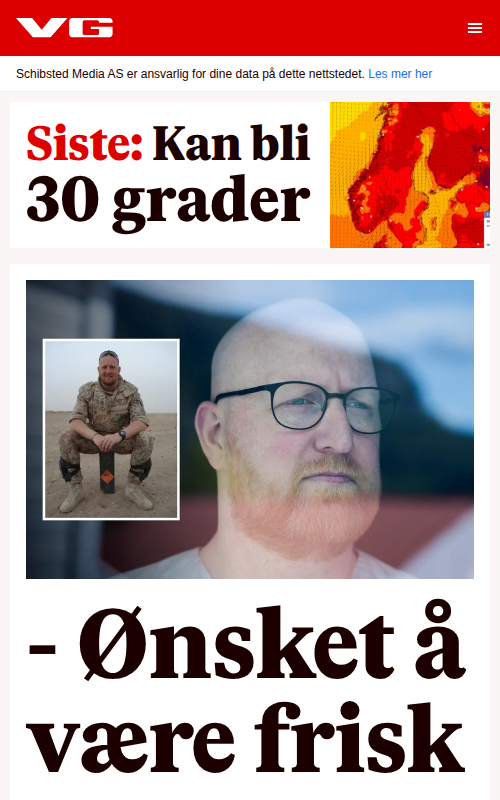 VG
Schibsted Media AS er ansvarlig for dine data på dette nettstedet. Les mer her
Siste: Kan bli
30 grader
- Ønsket å
være frisk